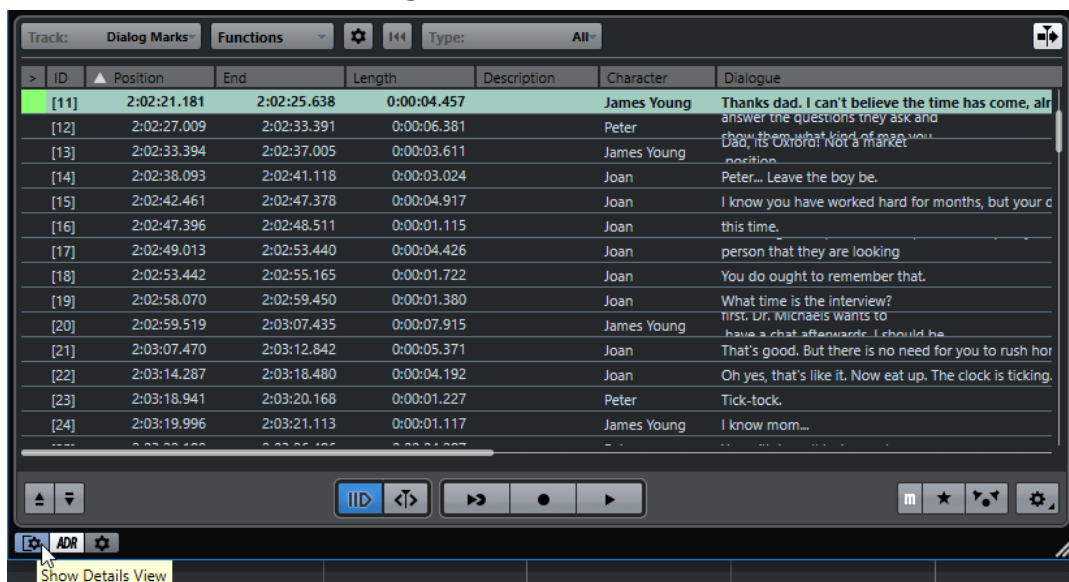 Track: Dialog Marks Functions Type: All
> ID Position End Length Description Character Dialogue
[11] 2:02:21.181 2:02:25.638 0:00:04.457 James Young Thanks dad. I can't believe the time has come, alr
answer the questions they ask and
[12] 2:02:27.009 2:02:33.391 0:00:06.381 Peter
show them what kind of man you
Dad, its Oxford! Not a market
[13] 2:02:33.394 2:02:37.005 0:00:03.611 James Young
position
[14] 2:02:38.093 2:02:41.118 0:00:03.024 Joan Peter... Leave the boy be.
[15] 2:02:42.461 2:02:47.378 0:00:04.917 Joan I know you have worked hard for months, but your d
[16] 2:02:47.396 2:02:48.511 0:00:01.115 Joan this time.
[17] 2:02:49.013 2:02:53.440 0:00:04.426 Joan person that they are looking
[18] 2:02:53.442 2:02:55.165 0:00:01.722 Joan You do ought to remember that.
[19] 2:02:58.070 2:02:59.450 0:00:01.380 Joan What time is the interview?
first. Dr. Michaels wants to
[20] 2:02:59.519 2:03:07.435 0:00:07.915 James Young
have a chat afterwards. I should be
[21] 2:03:07.470 2:03:12.842 0:00:05.371 Joan That's good. But there is no need for you to rush hor
[22] 2:03:14.287 2:03:18.480 0:00:04.192 Joan Oh yes, that's like it. Now eat up. The clock is ticking.
[23] 2:03:18.941 2:03:20.168 0:00:01.227 Peter Tick-tock.
[24] 2:03:19.996 2:03:21.113 0:00:01.117 James Young I know mom...
m
ADR
Show Details View